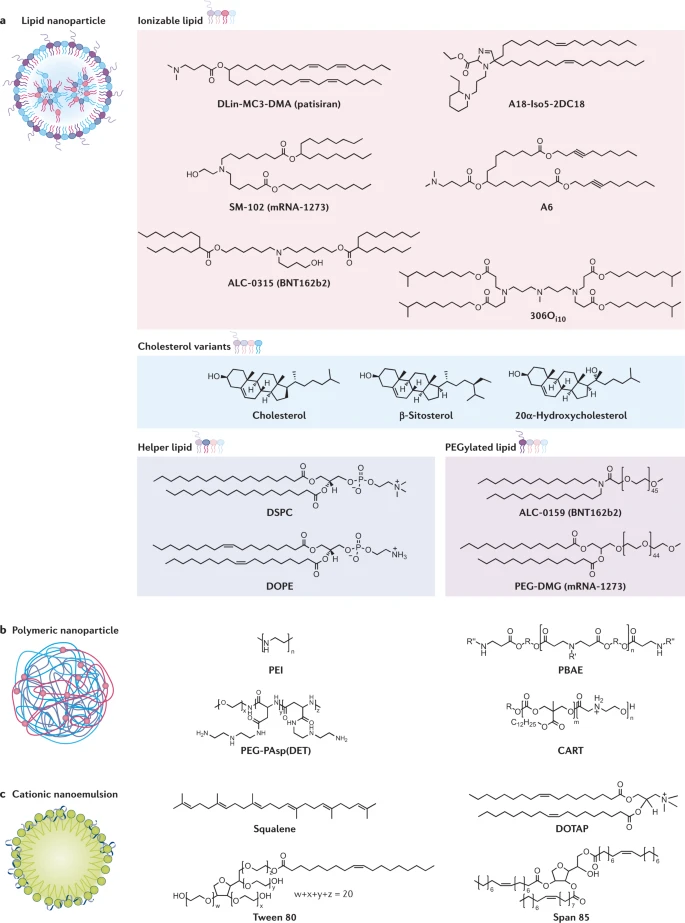 a Lipid nanoparticle
Ionizable lipid
DLin-MC3-DMA (patisiran)
A18-Iso5-2DC18
SM-102 (mRNA-1273)
A6
ALC-0315 (BNT162b2)
306Oi10
Cholesterol variants
Cholesterol
β-Sitosterol
20α-Hydroxycholesterol
Helper lipid
PEGylated lipid
DSPC
ALC-0159 (BNT162b2)
DOPE
PEG-DMG (mRNA-1273)
b Polymeric nanoparticle
PEI
PBAE
PEG-PAsp(DET)
CART
c Cationic nanoemulsion
Squalene
DOTAP
w+x+y+z = 20
Tween 80
Span 85